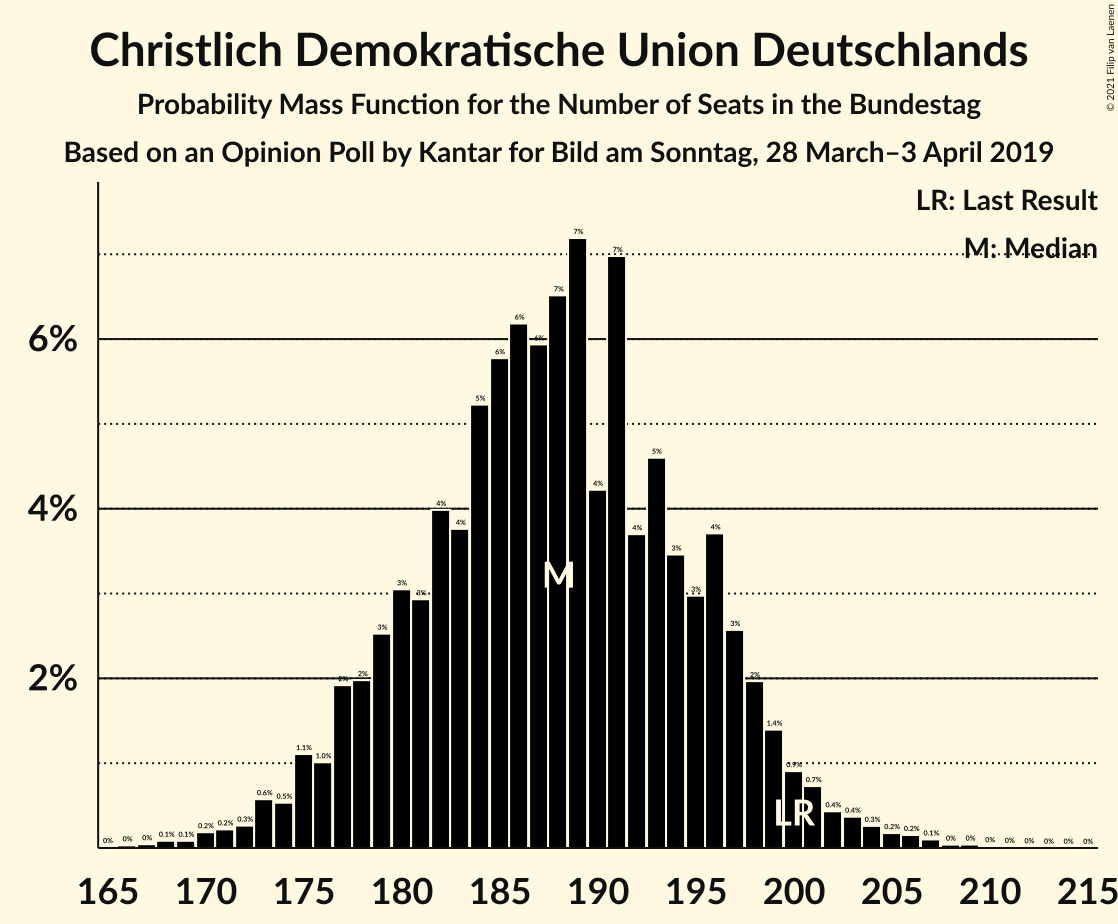 Christlich Demokratische Union Deutschlands
Probability Mass Function for the Number of Seats in the Bundestag
Based on an Opinion Poll by Kantar for Bild am Sonntag, 28 March–3 April 2019
© 2021 Filip van Laenen
LR: Last Result
M: Median
6%
4%
2%
0% 0% 0% 0.1% 0.1% 0.2% 0.2% 0.3% 0.6% 0.5% 1.1% 1.0% 2% 2% 3% 3% 3% 4% 4% 5% 6% 6% 6% 7% 7% 4% 7% 4% 5% 3% 3% 4% 3% 2% 1.4% 0.9% 0.7% 0.4% 0.4% 0.3% 0.2% 0.2% 0.1% 0% 0% 0% 0% 0% 0% 0% 0%
M
LR
165 170 175 180 185 190 195 200 205 210 215